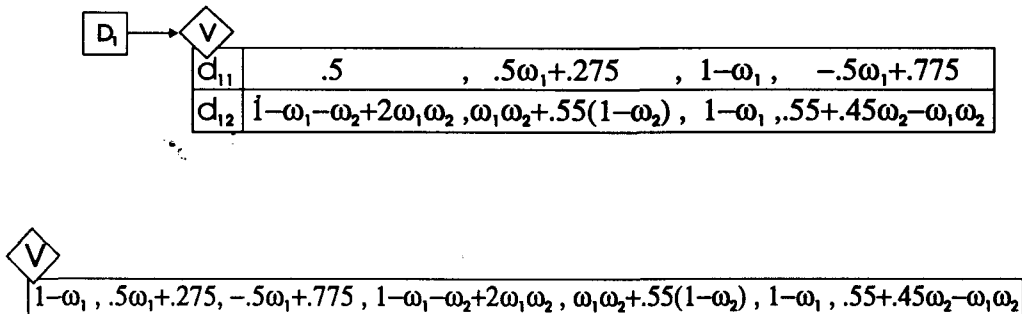 D₁ V
d₁₁ .5 , .5ω₁+.275 , 1–ω₁ , –.5ω₁+.775
d₁₂ 1–ω₁–ω₂+2ω₁ω₂ ,ω₁ω₂+.55(1–ω₂) , 1–ω₁ ,.55+.45ω₂–ω₁ω₂
V
1–ω₁ , .5ω₁+.275, –.5ω₁+.775 , 1–ω₁–ω₂+2ω₁ω₂ , ω₁ω₂+.55(1–ω₂) , 1–ω₁ , .55+.45ω₂–ω₁ω₂